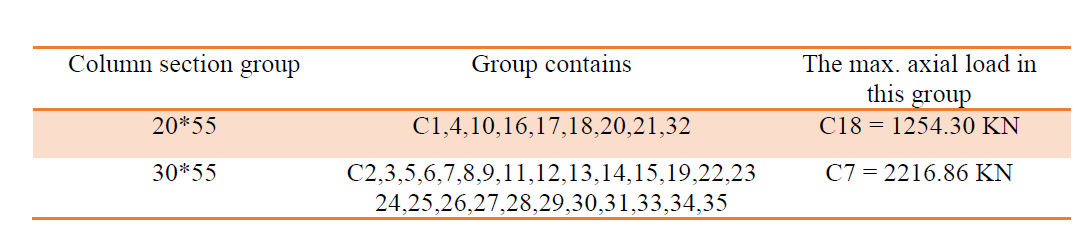 Column section group Group contains The max. axial load in
this group
20*55 C1,4,10,16,17,18,20,21,32 C18 = 1254.30 KN
30*55 C2,3,5,6,7,8,9,11,12,13,14,15,19,22,23 C7 = 2216.86 KN
24,25,26,27,28,29,30,31,33,34,35